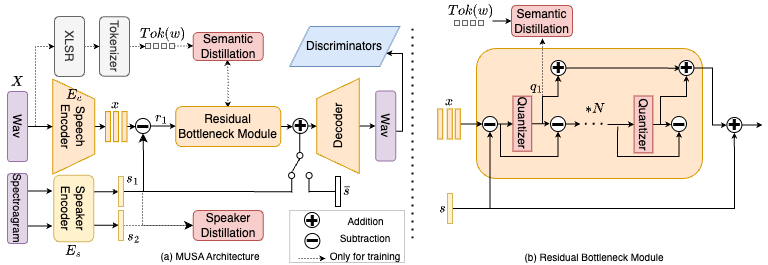 X
Wav
XLSR
Tokenizer
Tok(w)
Semantic
Distillation
Discriminators
E_c
Speech
Encoder
x
r_1
Residual
Bottleneck Module
Decoder
Wav
Spectroagram
Speaker
Encoder
E_s
s_1
s_2
s̄
Speaker
Distillation
Addition
Subtraction
Only for training
(a) MUSA Architecture
Tok(w)
Semantic
Distillation
q_1
x
Quantizer
*N
· · ·
Quantizer
s
(b) Residual Bottleneck Module